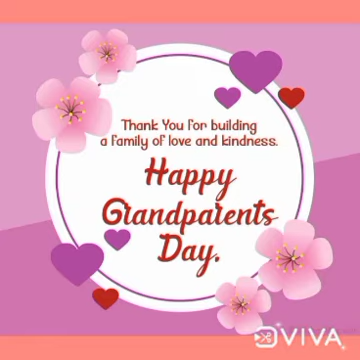 Thank You for building
a family of love and kindness.
Happy
Grandparents
Day.
VIVA